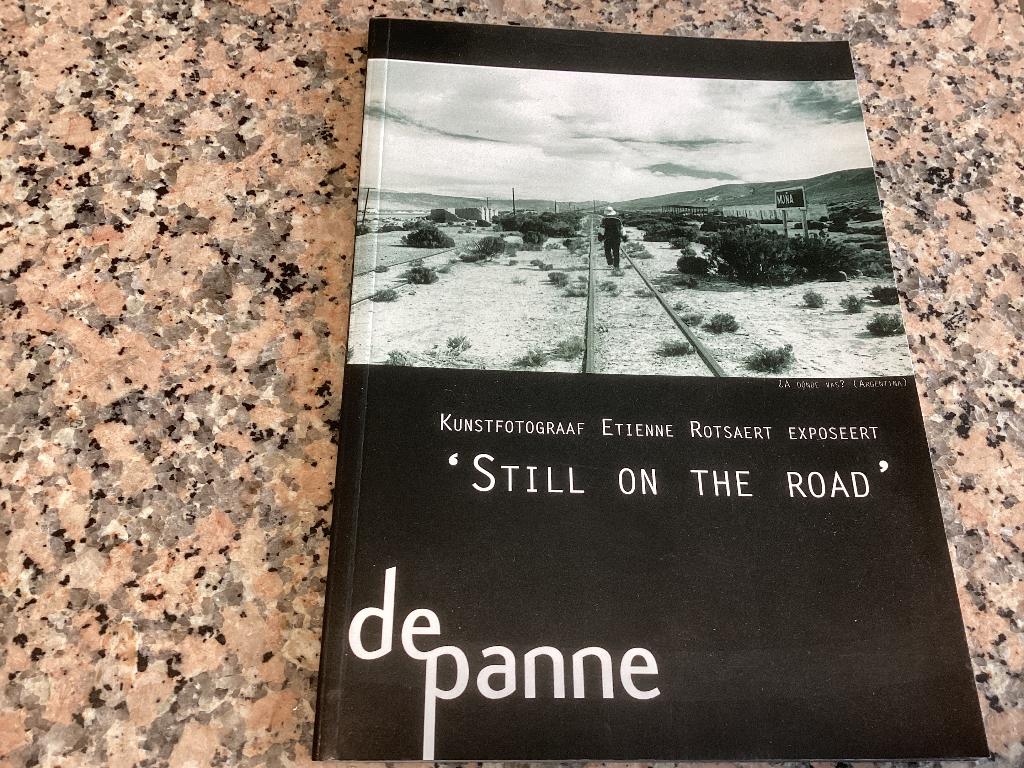 MUÑA
¿A dónde vas? (Argentina)
Kunstfotograaf Etienne Rotsaert exposeert
‘Still on the road’
de
panne